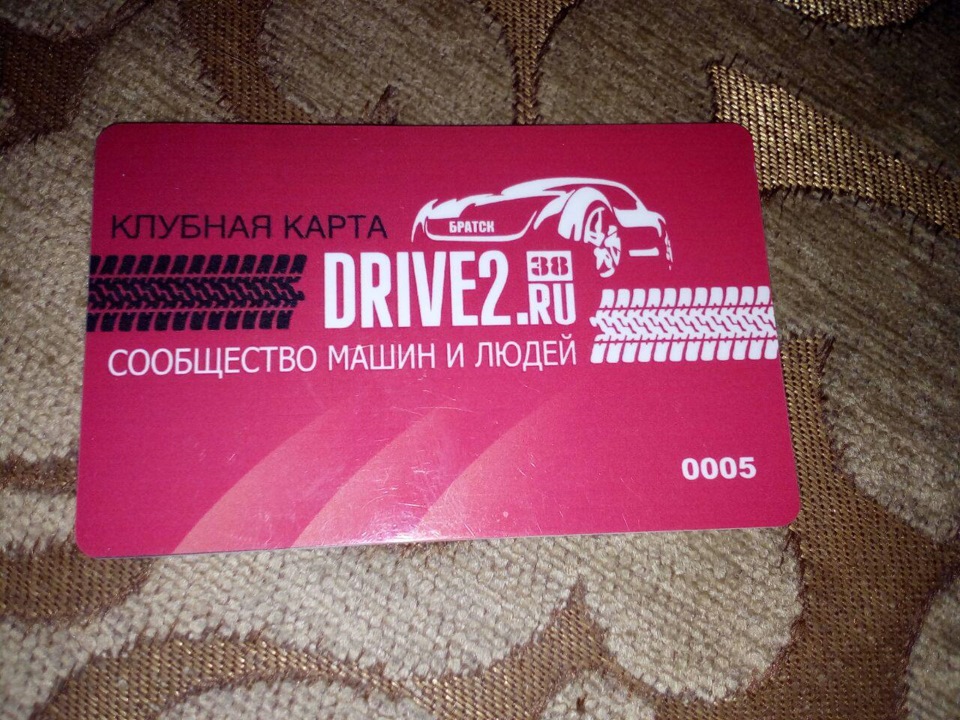 КЛУБНАЯ КАРТА
БРАТСК
DRIVE2.RU
38
СООБЩЕСТВО МАШИН И ЛЮДЕЙ
0005